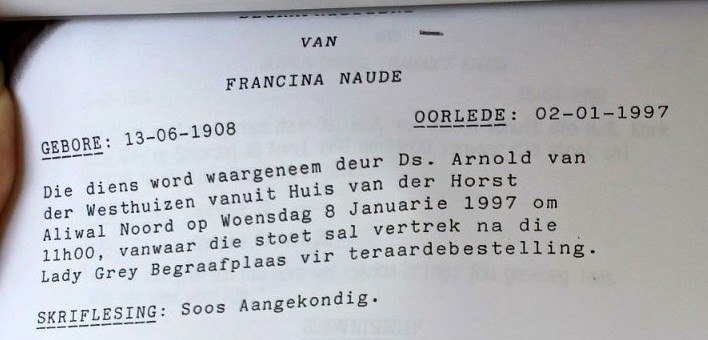 VAN
FRANCINA NAUDE
GEBORE: 13-06-1908 OORLEDE: 02-01-1997
Die diens word waargeneem deur Ds. Arnold van
der Westhuizen vanuit Huis van der Horst
Aliwal Noord op Woensdag 8 Januarie 1997 om
11h00, vanwaar die stoet sal vertrek na die
Lady Grey Begraafplaas vir teraardebestelling.
SKRIFLESING: Soos Aangekondig.